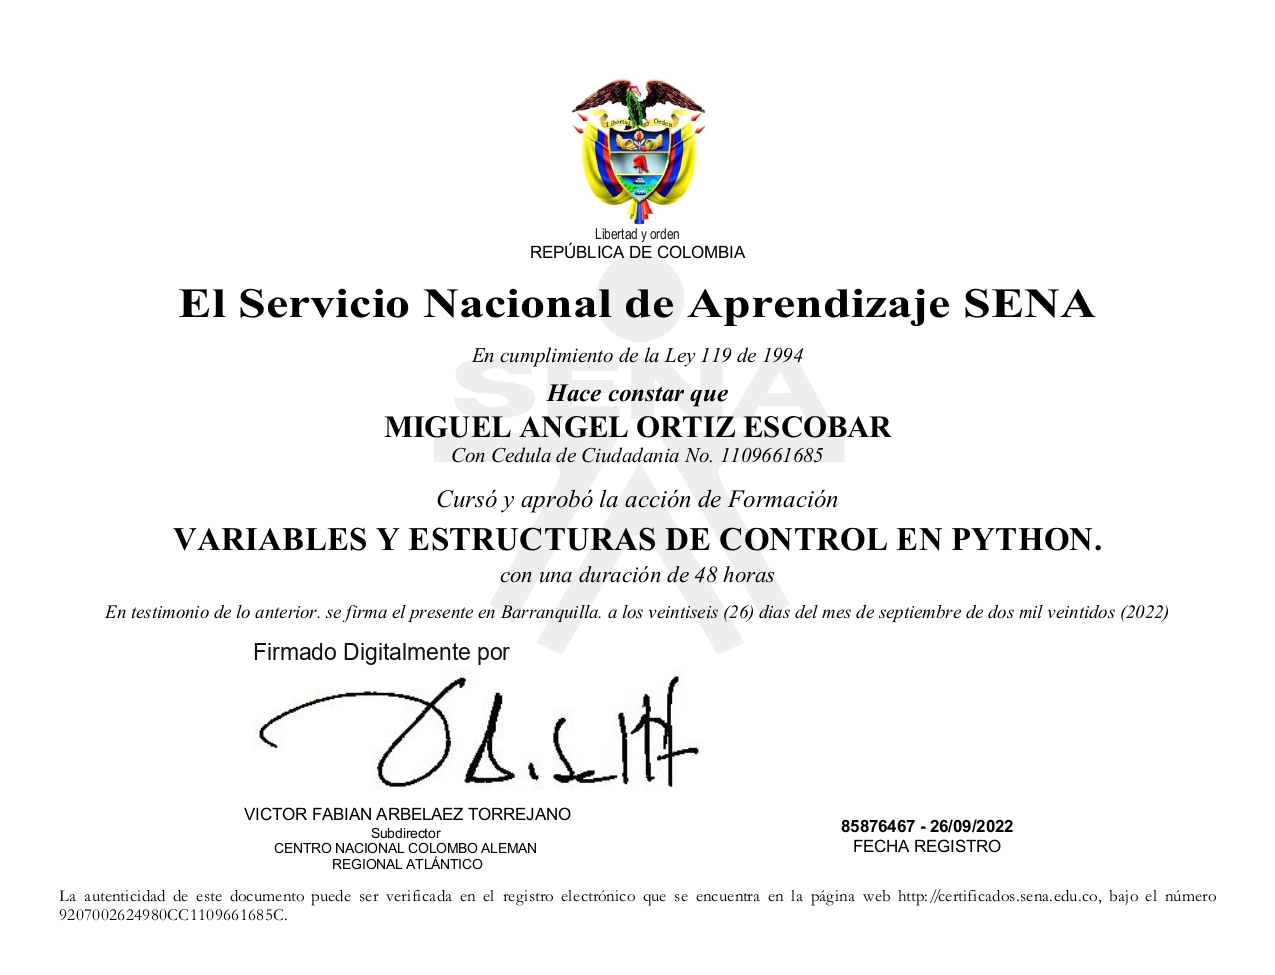 Libertad y Orden
Libertad y orden
REPÚBLICA DE COLOMBIA
El Servicio Nacional de Aprendizaje SENA
En cumplimiento de la Ley 119 de 1994
SENA
Hace constar que
MIGUEL ANGEL ORTIZ ESCOBAR
Con Cedula de Ciudadania No. 1109661685
Cursó y aprobó la acción de Formación
VARIABLES Y ESTRUCTURAS DE CONTROL EN PYTHON.
con una duración de 48 horas
En testimonio de lo anterior. se firma el presente en Barranquilla. a los veintiseis (26) dias del mes de septiembre de dos mil veintidos (2022)
Firmado Digitalmente por
VICTOR FABIAN ARBELAEZ TORREJANO
Subdirector
CENTRO NACIONAL COLOMBO ALEMAN
REGIONAL ATLÁNTICO
85876467 - 26/09/2022
FECHA REGISTRO
La autenticidad de este documento puede ser verificada en el registro electrónico que se encuentra en la página web http://certificados.sena.edu.co, bajo el número
9207002624980CC1109661685C.